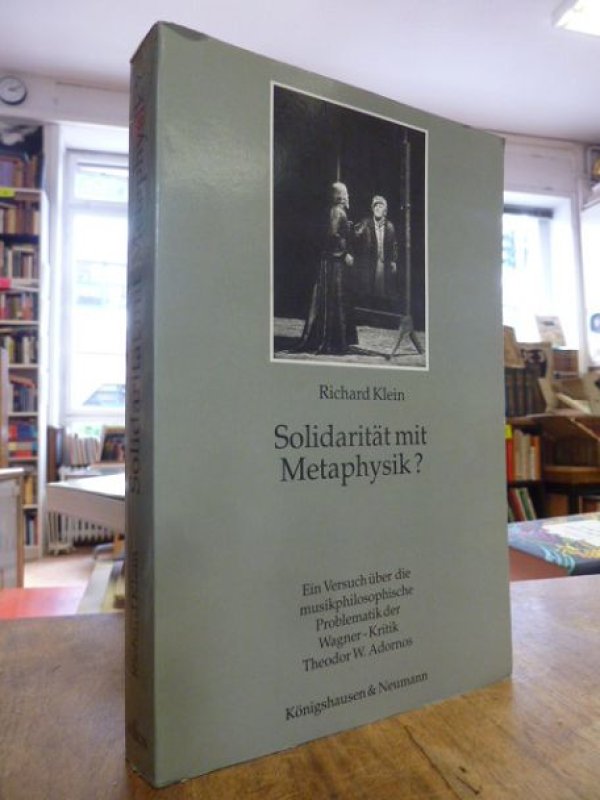 Richard Klein
Solidarität mit
Metaphysik?
Ein Versuch über die
musikphilosophische
Problematik der
Wagner-Kritik
Theodor W. Adornos
Königshausen & Neumann
Solidarität